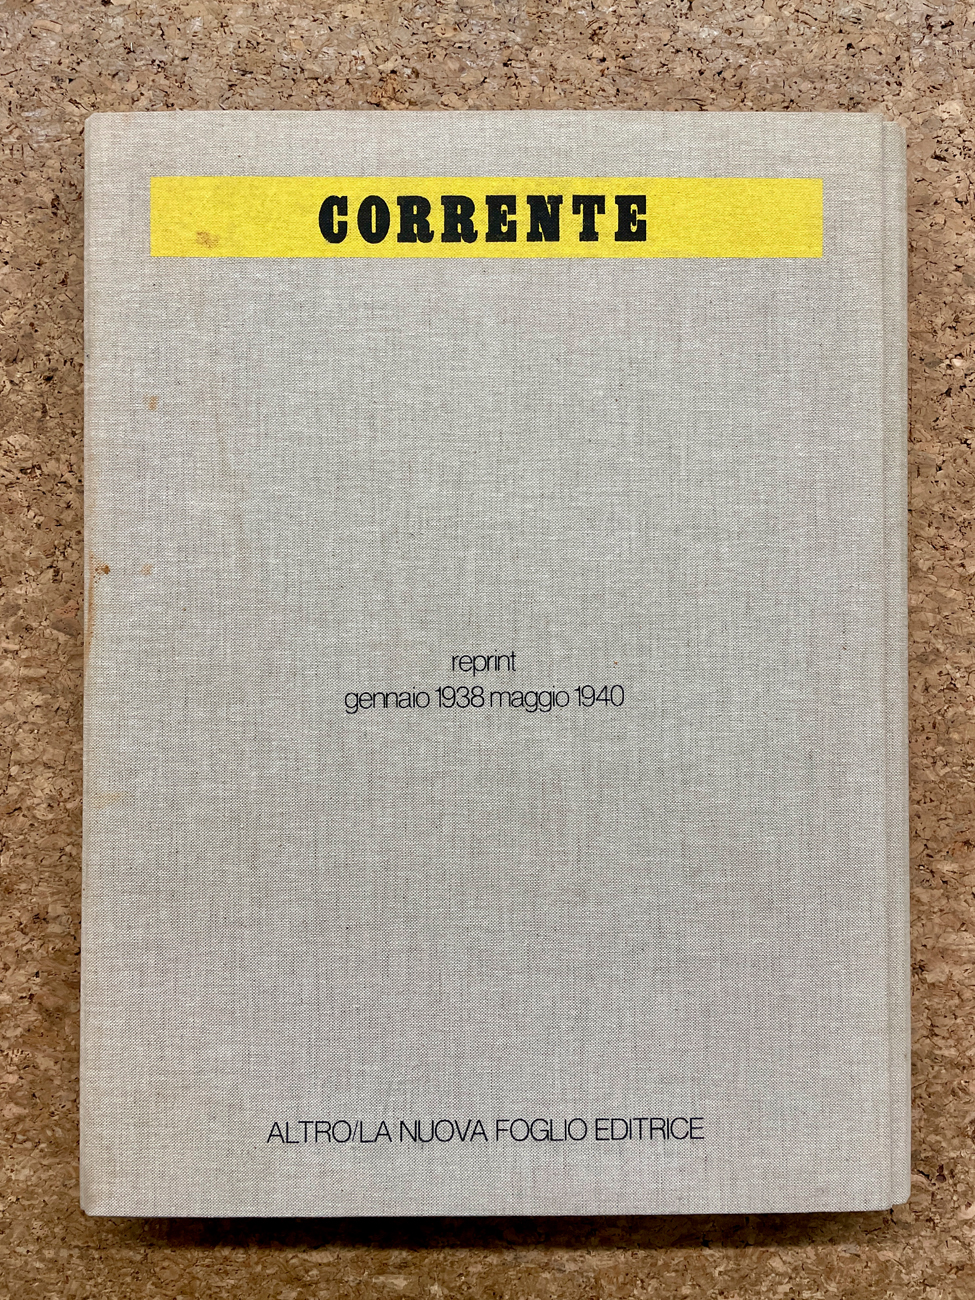 CORRENTE
reprint
gennaio 1938 maggio 1940
ALTRO/LA NUOVA FOGLIO EDITRICE